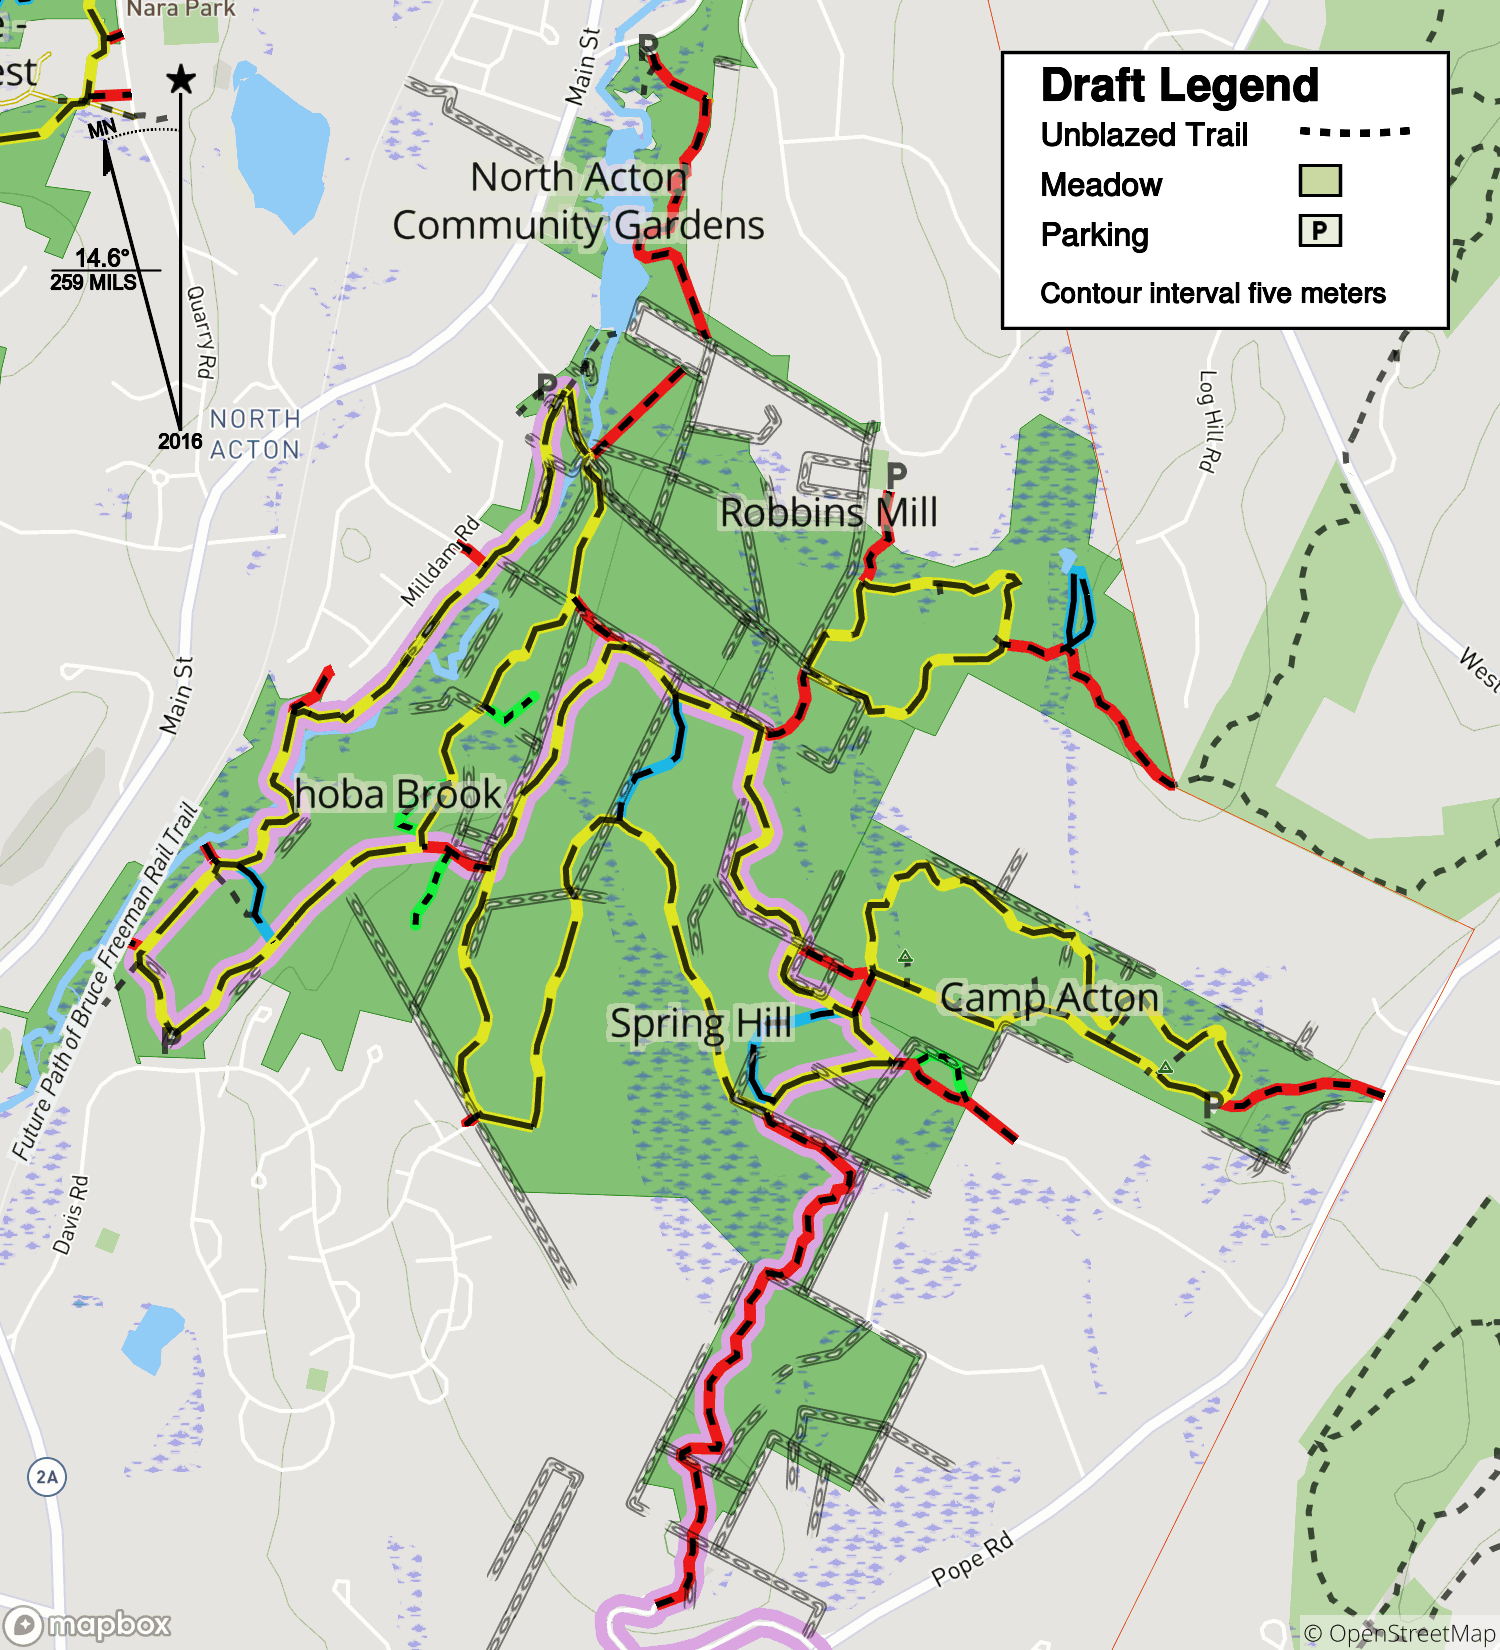 Nara Park
e-
est
MN
14.6°
259 MILS
2016
Quarry Rd
NORTH
ACTON
Main St
P
North Acton
Community Gardens
Draft Legend
Unblazed Trail
Meadow
Parking
P
Contour interval five meters
Log Hill Rd
West
P
P
Robbins Mill
Milldam Rd
Main St
hoba Brook
Future Path of Bruce Freeman Rail Trail
P
Spring Hill
Camp Acton
P
Davis Rd
2A
Pope Rd
mapbox
© OpenStreetMap